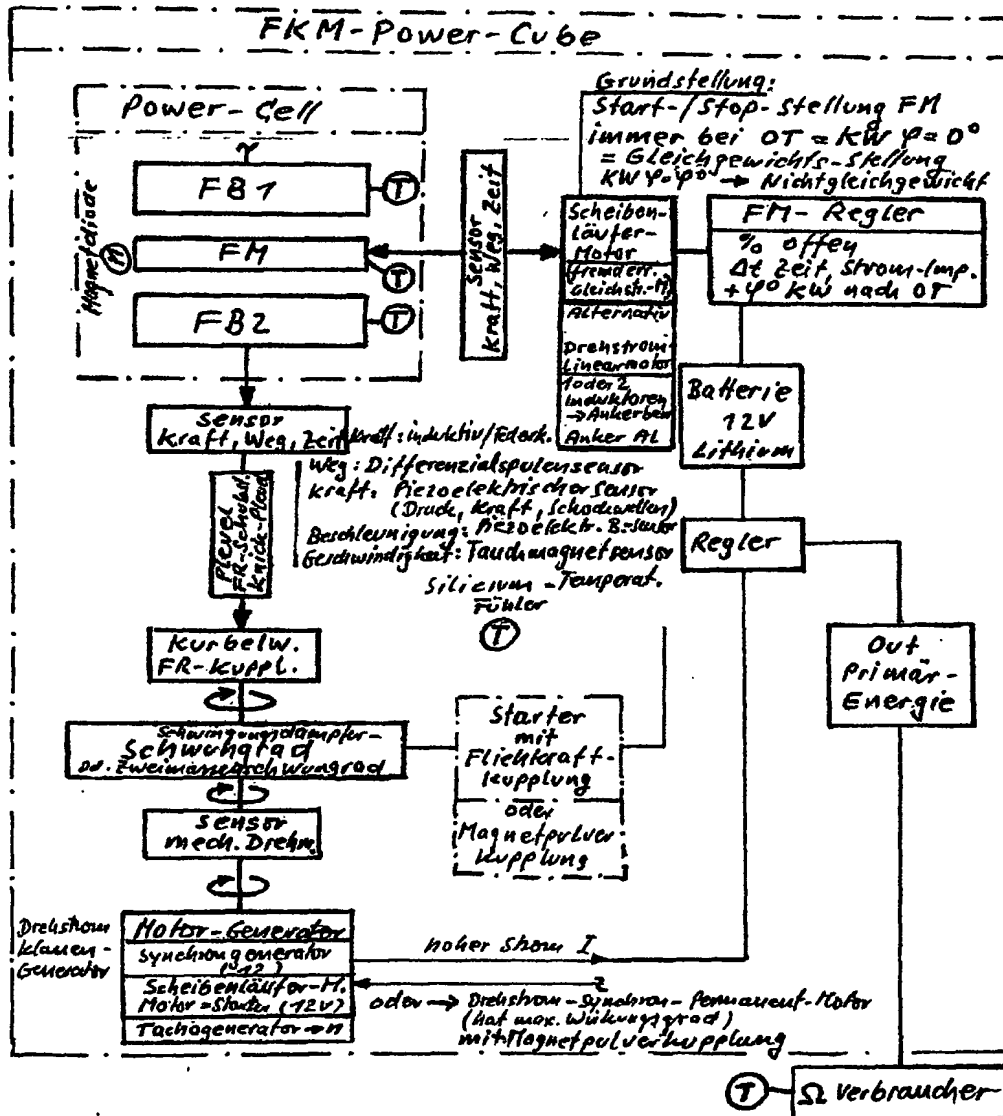 FKM-Power-Cube
Power-Cell
FB1
T
Magnetdiode
M
FM
T
FB2
T
Sensor
Kraft, Weg, Zeit
Grundstellung:
Start-/Stop-Stellung FM
immer bei OT = KW φ = 0°
= Gleichgewichts-Stellung
KW φ = φ° → Nichtgleichgewicht
Scheiben-
läufer-
Motor
fremderr.
Gleichstr.-M.
Alternativ
Drehstrom-
Linearmotor
1 oder 2
Induktoren
Anker AL
FM-Regler
% offen
Δt Zeit, Strom-Imp.
+φ° KW nach OT
Batterie
12V
Lithium
Regler
Out
Primär-
Energie
Sensor
Kraft, Weg, Zeit
Kraft: induktiv/Federk.
Weg: Differenzialspulensensor
Kraft: Piezoelektrischer Sensor
(Druck, Kraft, Schockwellen)
Beschleunigung: Piezoelektr. B-Sensor
Geschwindigkeit: Tauchmagnetsensor
Silicium-Temperat.
Fühler
T
Pleuel
Knick-Pleuel
Kurbelw.
FR-Kuppl.
Schwingungsdämpfer-
Schwungrad
od. Zweimassenschwungrad
Starter
mit
Fliehkraft-
kupplung
oder
Magnetpulver
Kupplung
Sensor
mech. Drehm.
Drehstrom
Klauen-
Generator
Motor-Generator
Synchrongenerator
Scheibenläufer-M.
Motor = Starter (12V)
Tachogenerator → n
hoher Strom I
oder → Drehstrom-Synchron-Permanent-Motor
(hat max. Wirkungsgrad)
mit Magnetpulverkupplung
T
Ω Verbraucher